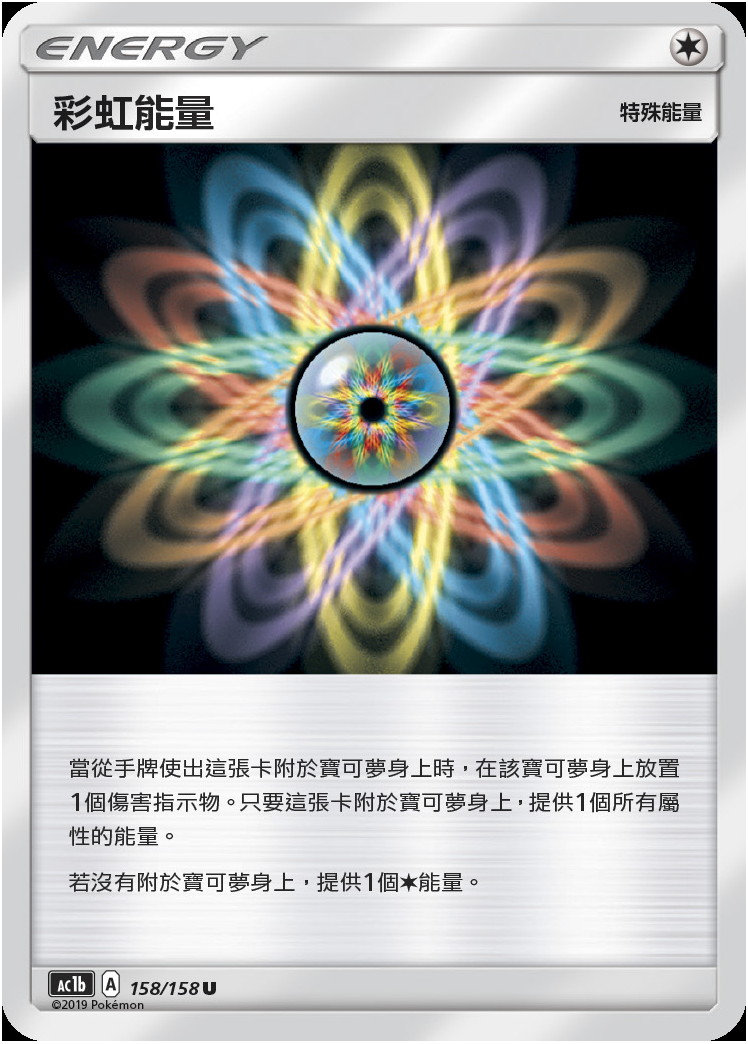 ENERGY
彩虹能量
特殊能量
當從手牌使出這張卡附於寶可夢身上時，在該寶可夢身上放置
1個傷害指示物。只要這張卡附於寶可夢身上，提供1個所有屬
性的能量。
若沒有附於寶可夢身上，提供1個✶能量。
AC1b A 158/158 U
©2019 Pokémon